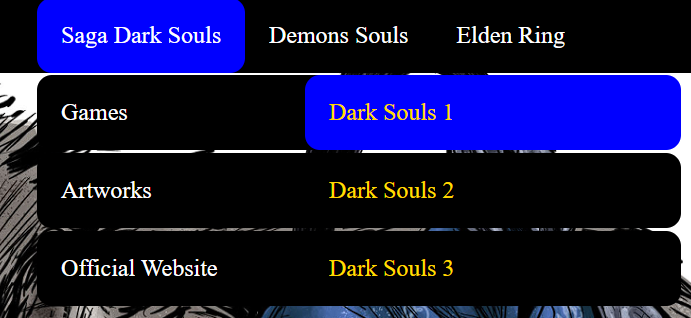 Saga Dark Souls Demons Souls Elden Ring
Games Dark Souls 1
Artworks Dark Souls 2
Official Website Dark Souls 3